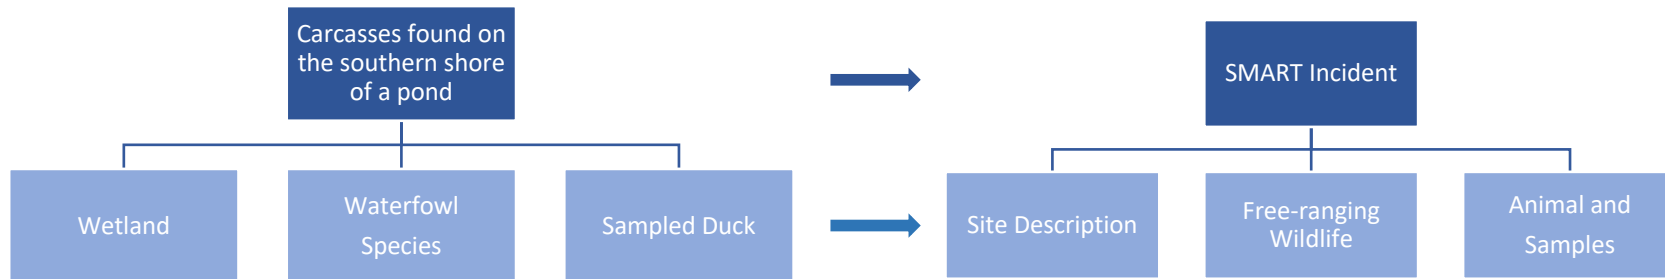 Carcasses found on
the southern shore
of a pond
SMART Incident
Wetland
Waterfowl
Species
Sampled Duck
Site Description
Free-ranging
Wildlife
Animal and
Samples